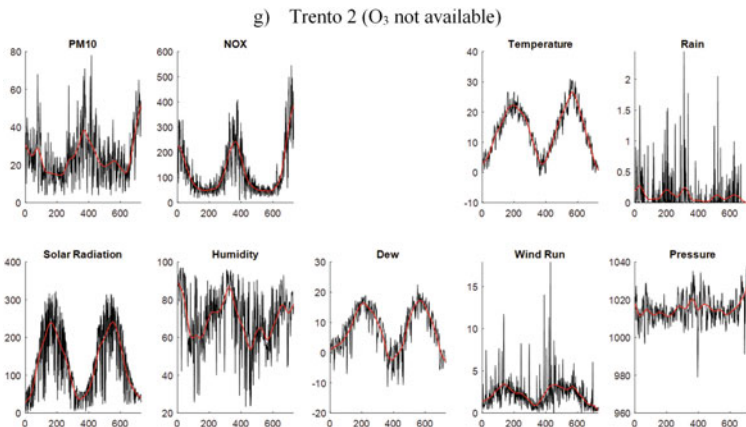 g) Trento 2 (O₃ not available)
PM10
NOX
Temperature
Rain
80
60
40
20
0
0 200 400 600
600
500
400
300
200
100
0
0 200 400 600
40
30
20
10
0
-10
0 200 400 600
2
1.5
1
0.5
0
0 200 400 600
Solar Radiation
Humidity
Dew
Wind Run
Pressure
400
300
200
100
0
0 200 400 600
100
80
60
40
20
0 200 400 600
30
20
10
0
-10
-20
0 200 400 600
15
10
5
0
0 200 400 600
1040
1020
1000
980
960
0 200 400 600